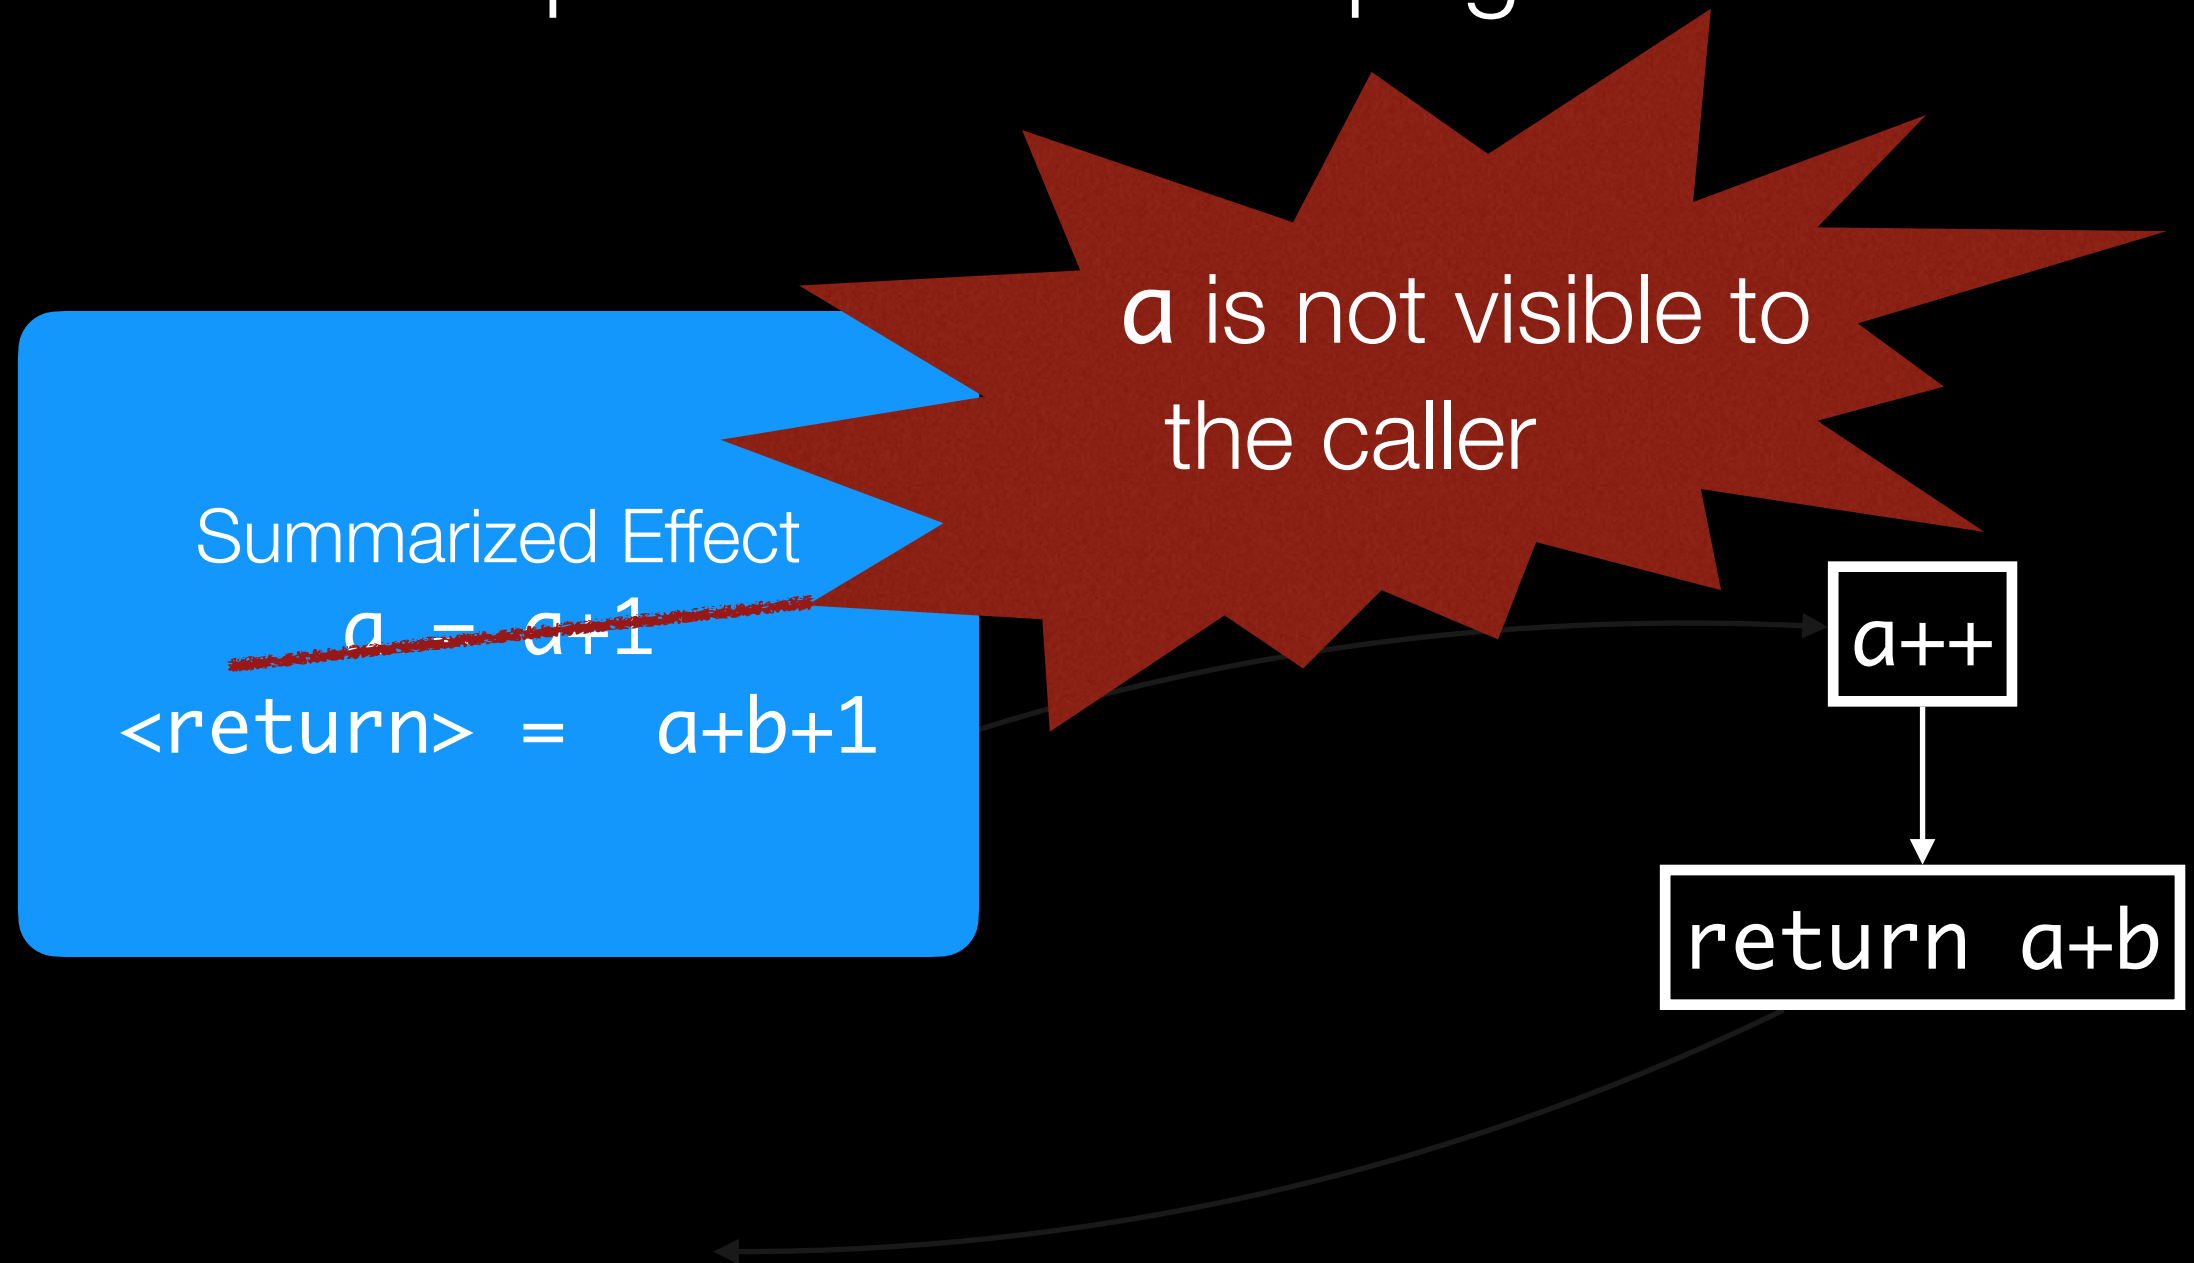 a is not visible to
the caller
Summarized Effect
a = a+1
<return> = a+b+1
a++
return a+b